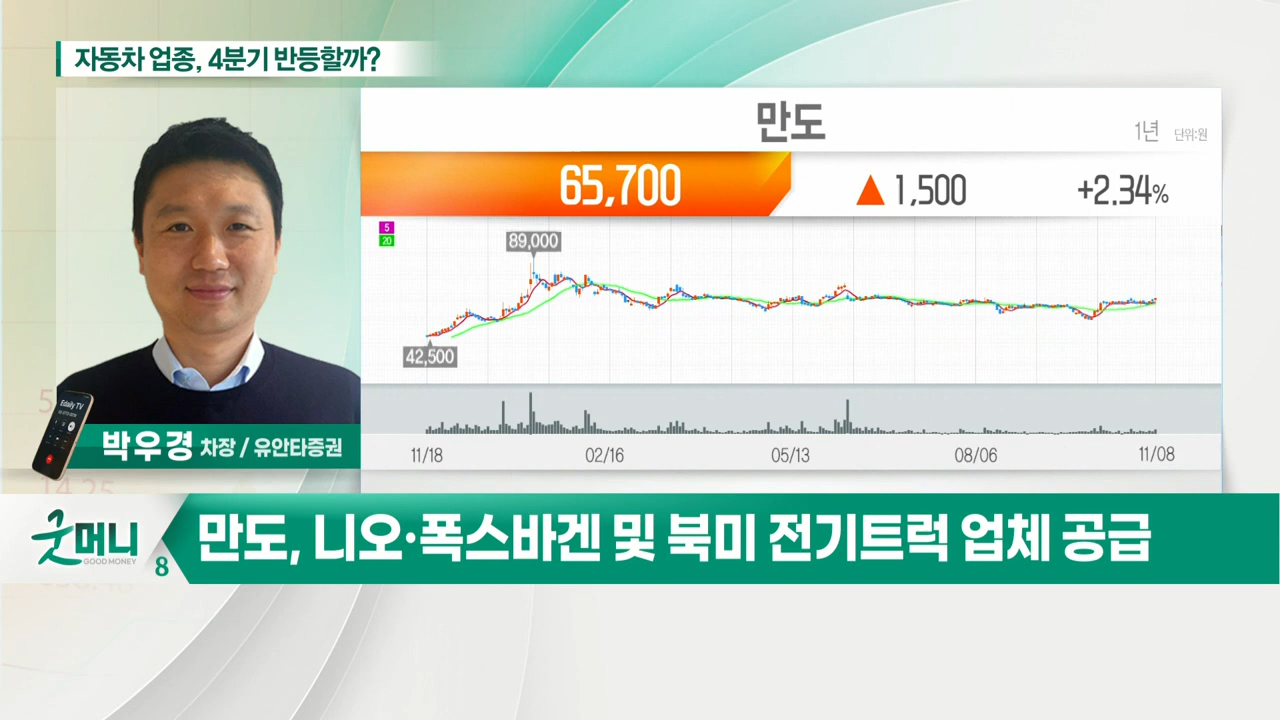 자동차 업종, 4분기 반등할까?
만도
1년 단위:원
65,700 ▲ 1,500 +2.34%
5
20
89,000
42,500
11/18 02/16 05/13 08/06 11/08
Edaily TV
박우경 차장 / 유안타증권
14.25
굿머니
GOOD MONEY
8
만도, 니오·폭스바겐 및 북미 전기트럭 업체 공급